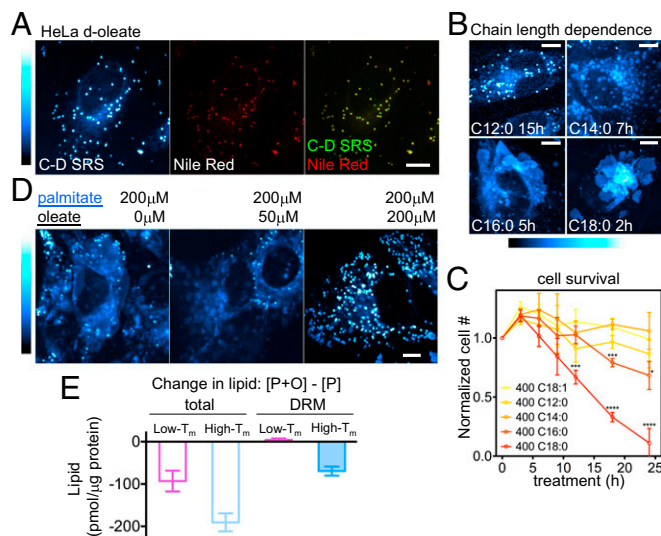 A
HeLa d-oleate
C-D SRS
Nile Red
C-D SRS
Nile Red
B
Chain length dependence
C12:0 15h
C14:0 7h
C16:0 5h
C18:0 2h
D
palmitate 200μM 200μM 200μM
oleate 0μM 50μM 200μM
C
cell survival
Normalized cell #
1.0
0.5
0.0
***
*
***
****
****
400 C18:1
400 C12:0
400 C14:0
400 C16:0
400 C18:0
0 5 10 15 20 25
treatment (h)
E
Change in lipid: [P+O] - [P]
total DRM
Low-Tm High-Tm Low-Tm High-Tm
Lipid
(pmol/μg protein)
0
-100
-200